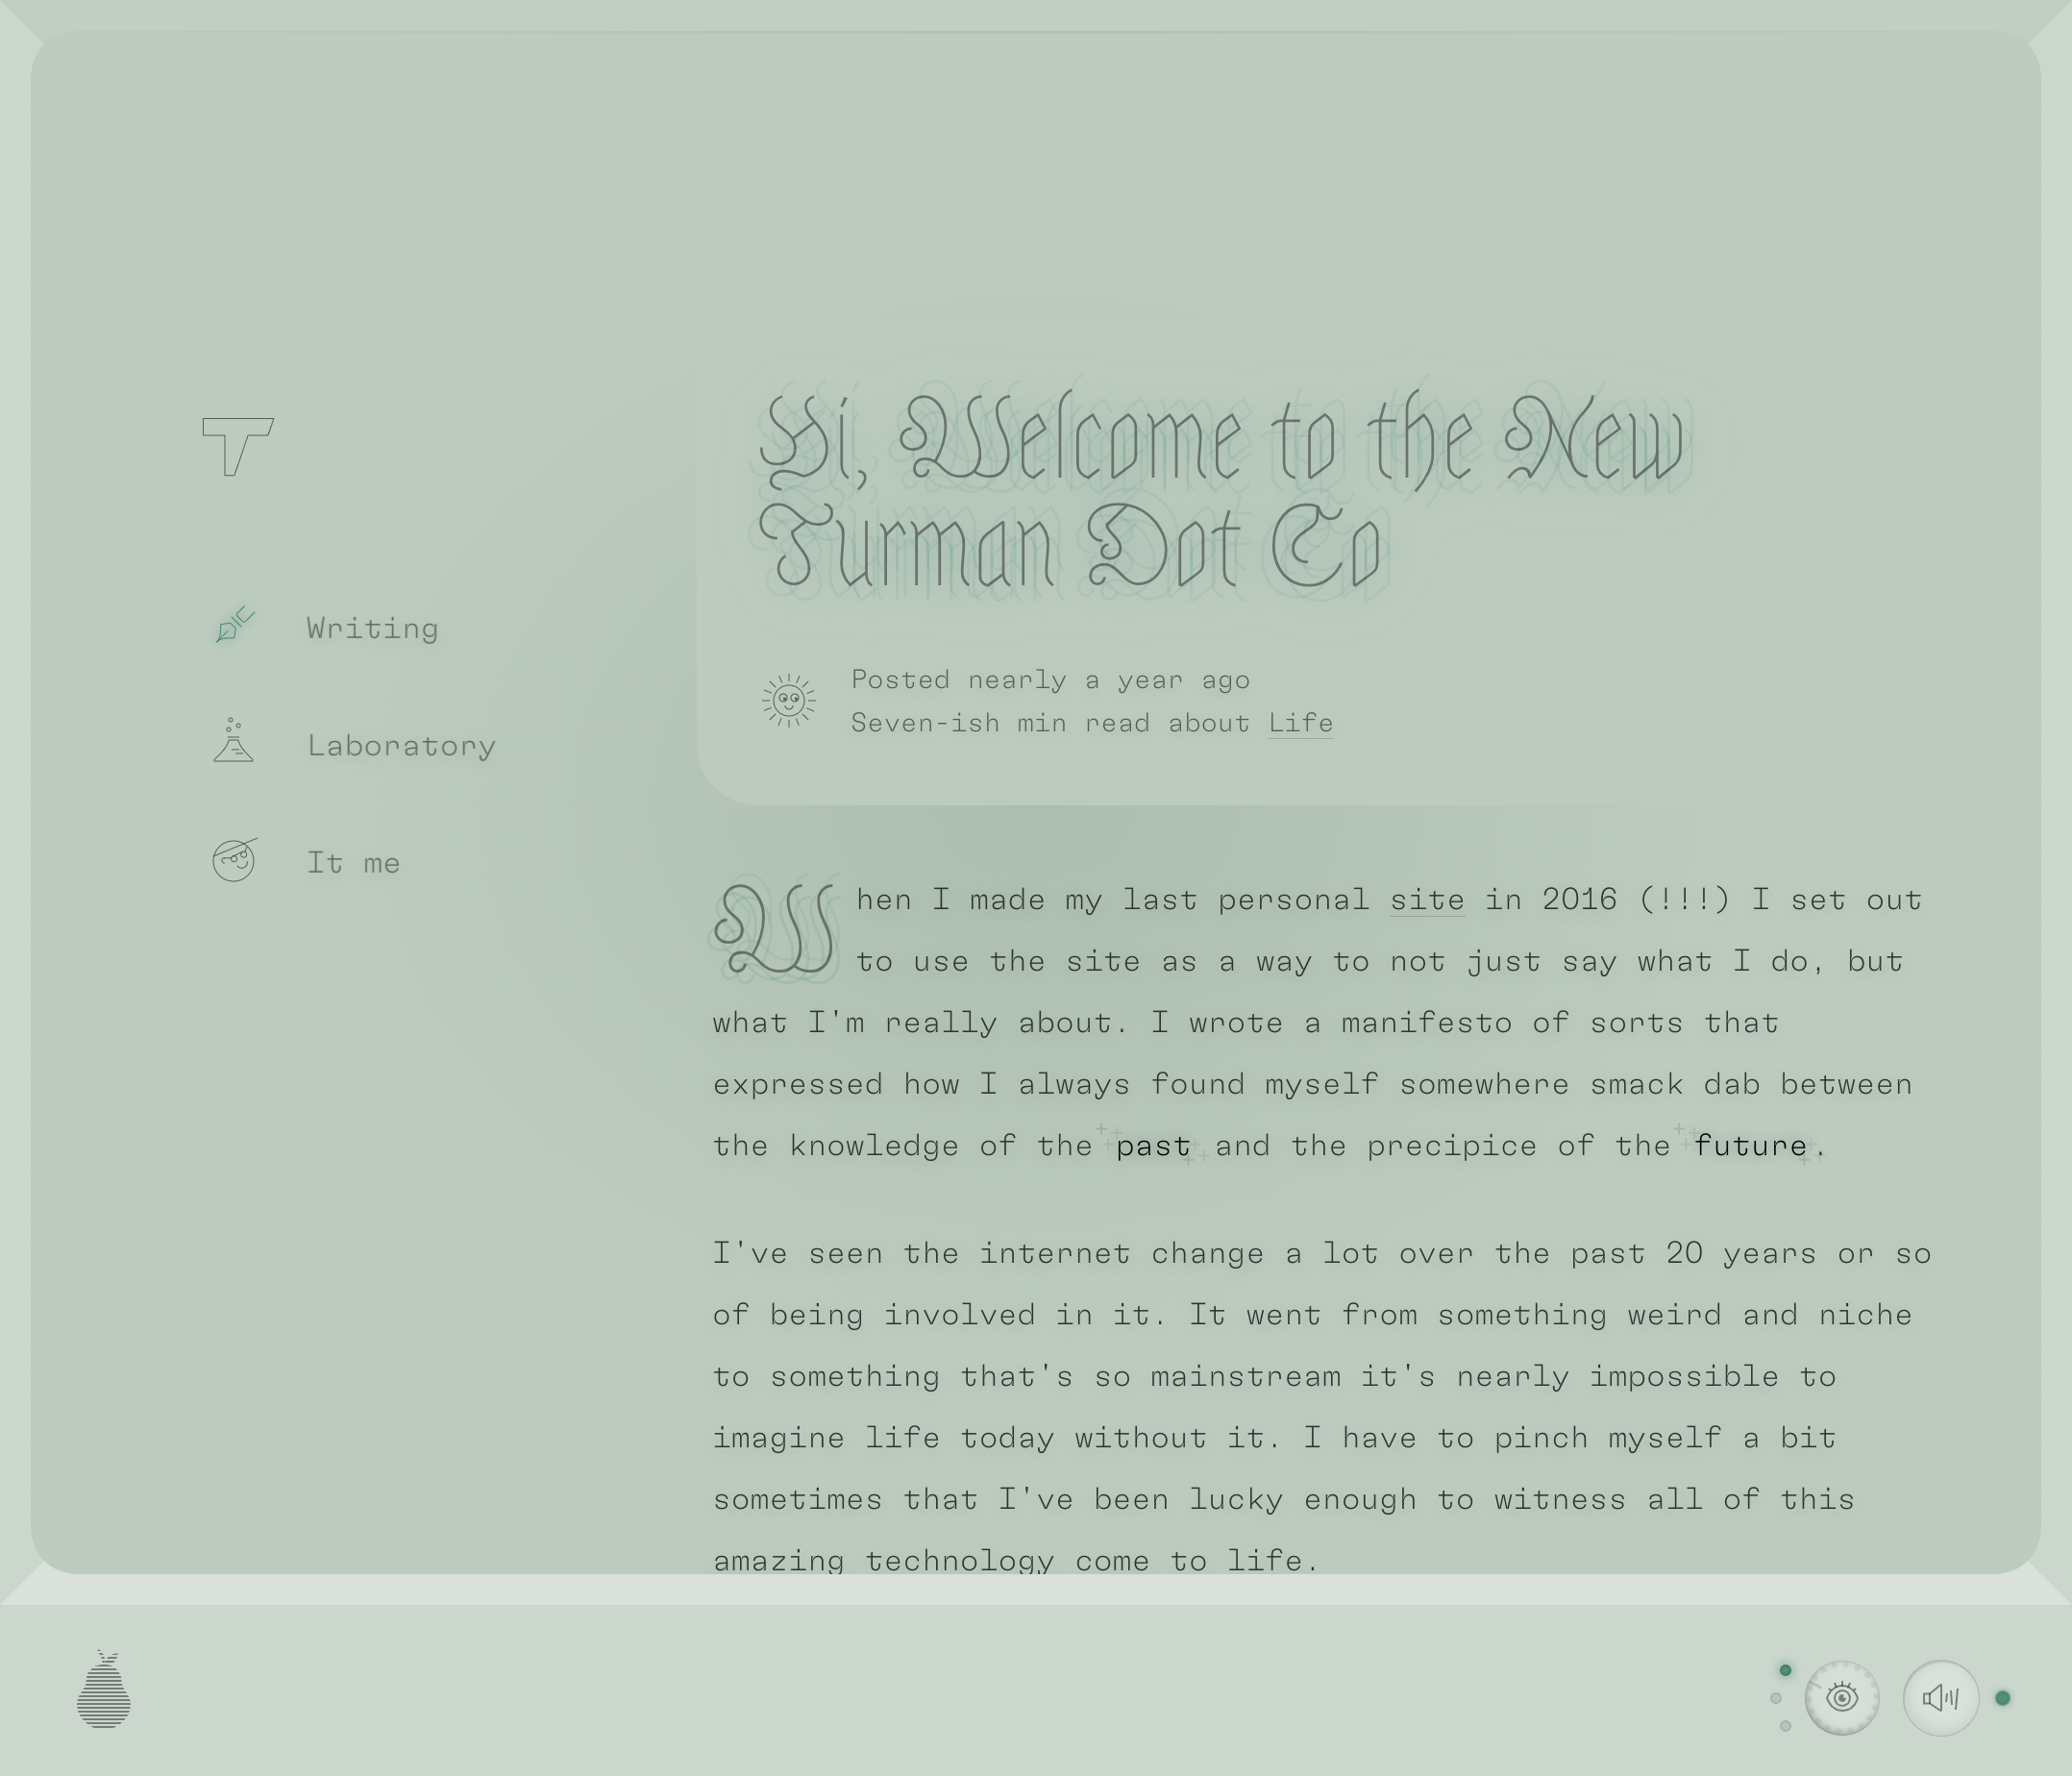 T
Hi, Welcome to the New
Turman Dot Co
Writing
Laboratory
It me
Posted nearly a year ago
Seven-ish min read about Life
When I made my last personal site in 2016 (!!!) I set out
to use the site as a way to not just say what I do, but
what I'm really about. I wrote a manifesto of sorts that
expressed how I always found myself somewhere smack dab between
the knowledge of the past and the precipice of the future.
I've seen the internet change a lot over the past 20 years or so
of being involved in it. It went from something weird and niche
to something that's so mainstream it's nearly impossible to
imagine life today without it. I have to pinch myself a bit
sometimes that I've been lucky enough to witness all of this
amazing technology come to life.